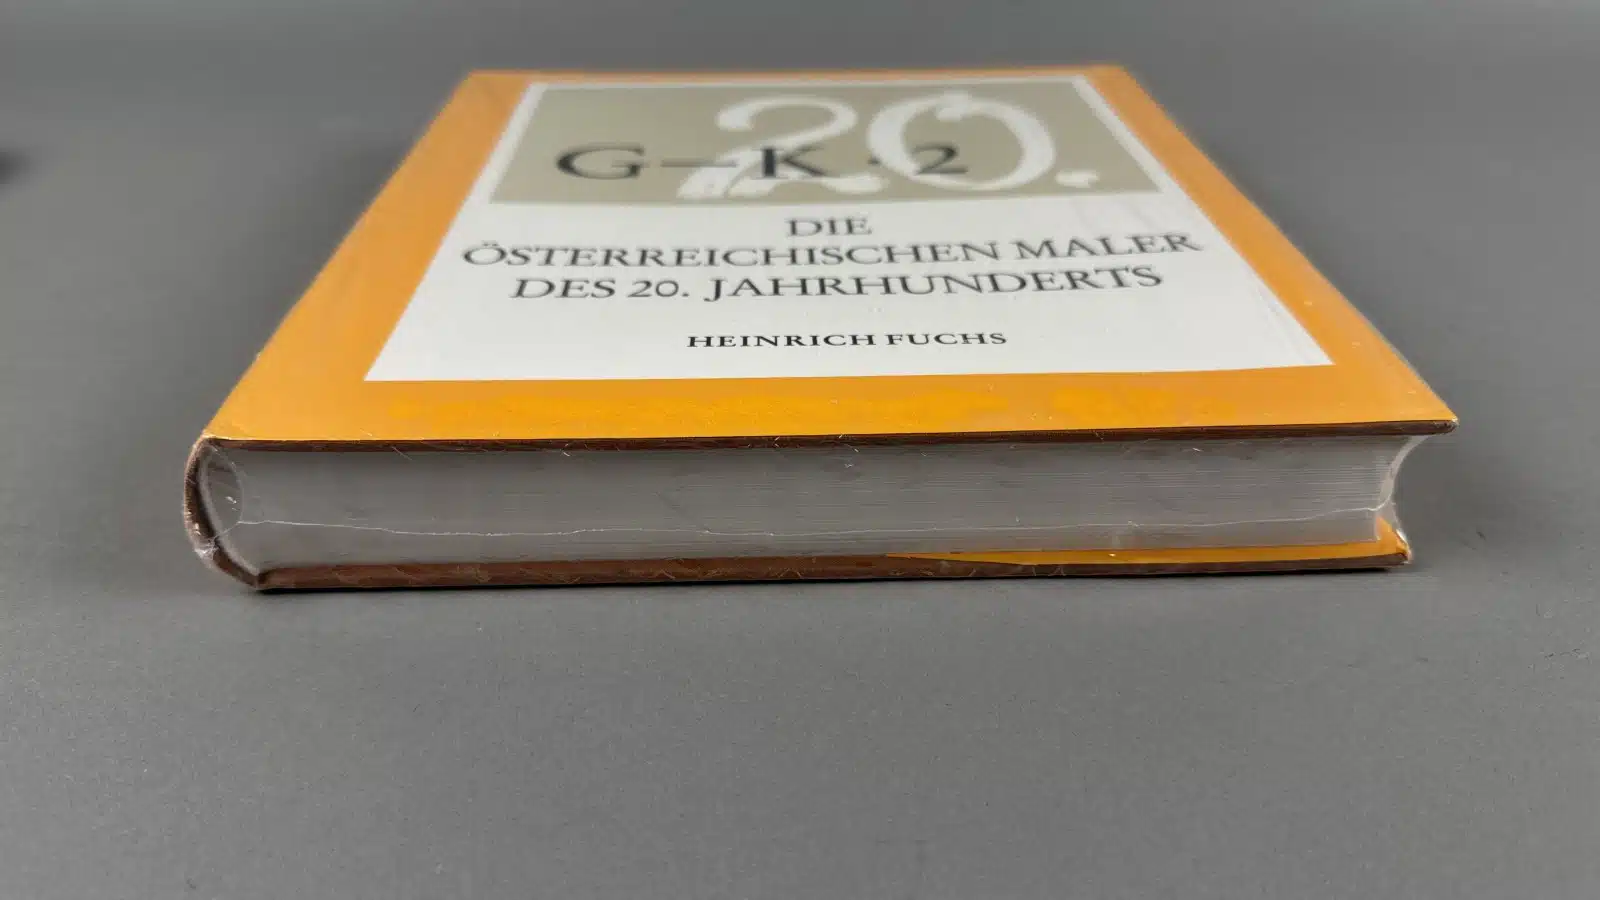 20.
G–K·2
DIE
ÖSTERREICHISCHEN MALER
DES 20. JAHRHUNDERTS
HEINRICH FUCHS